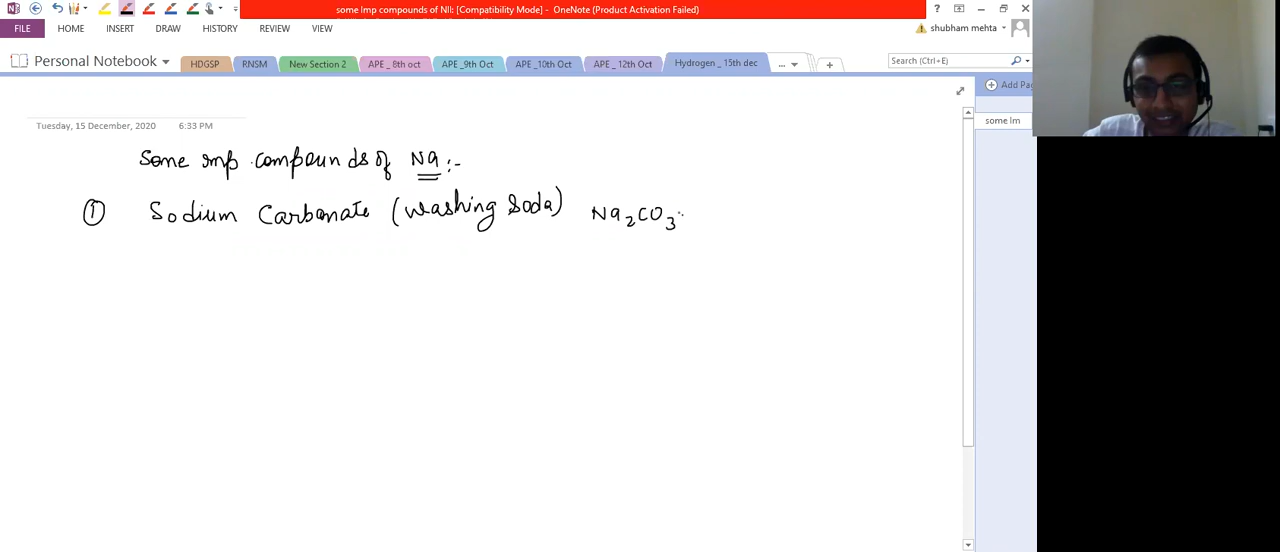 some Imp compounds of NII: [Compatibility Mode] - OneNote (Product Activation Failed)
FILE HOME INSERT DRAW HISTORY REVIEW VIEW
shubham mehta
Personal Notebook HDGSP RNSM New Section 2 APE _ 8th oct APE _9th Oct APE _10th Oct APE _ 12th Oct Hydrogen _ 15th dec ... Search (Ctrl+E)
Add Pag
some Im
Tuesday, 15 December, 2020 6:33 PM
Some imp compounds of Na :-
① Sodium Carbonate (washing Soda) Na₂CO₃.